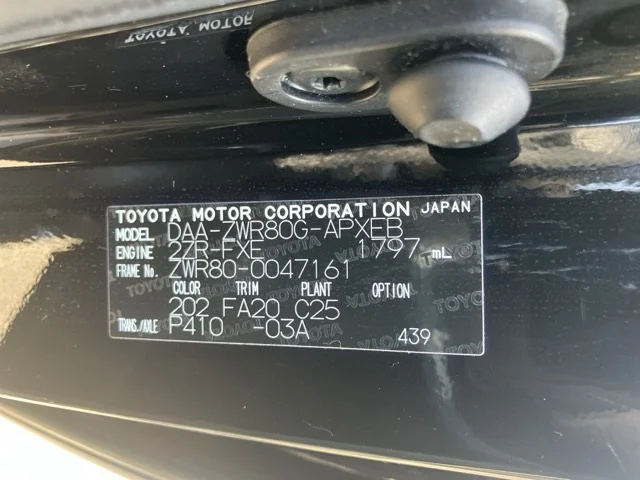 TOYOTA MOTOR CORPORATION JAPAN
MODEL DAA-ZWR80G-APXEB
ENGINE 2ZR-FXE 1797 mL
FRAME No. ZWR80-0047161
COLOR TRIM PLANT OPTION
202 FA20 C25
TRANS./AXLE P410 -03A
439